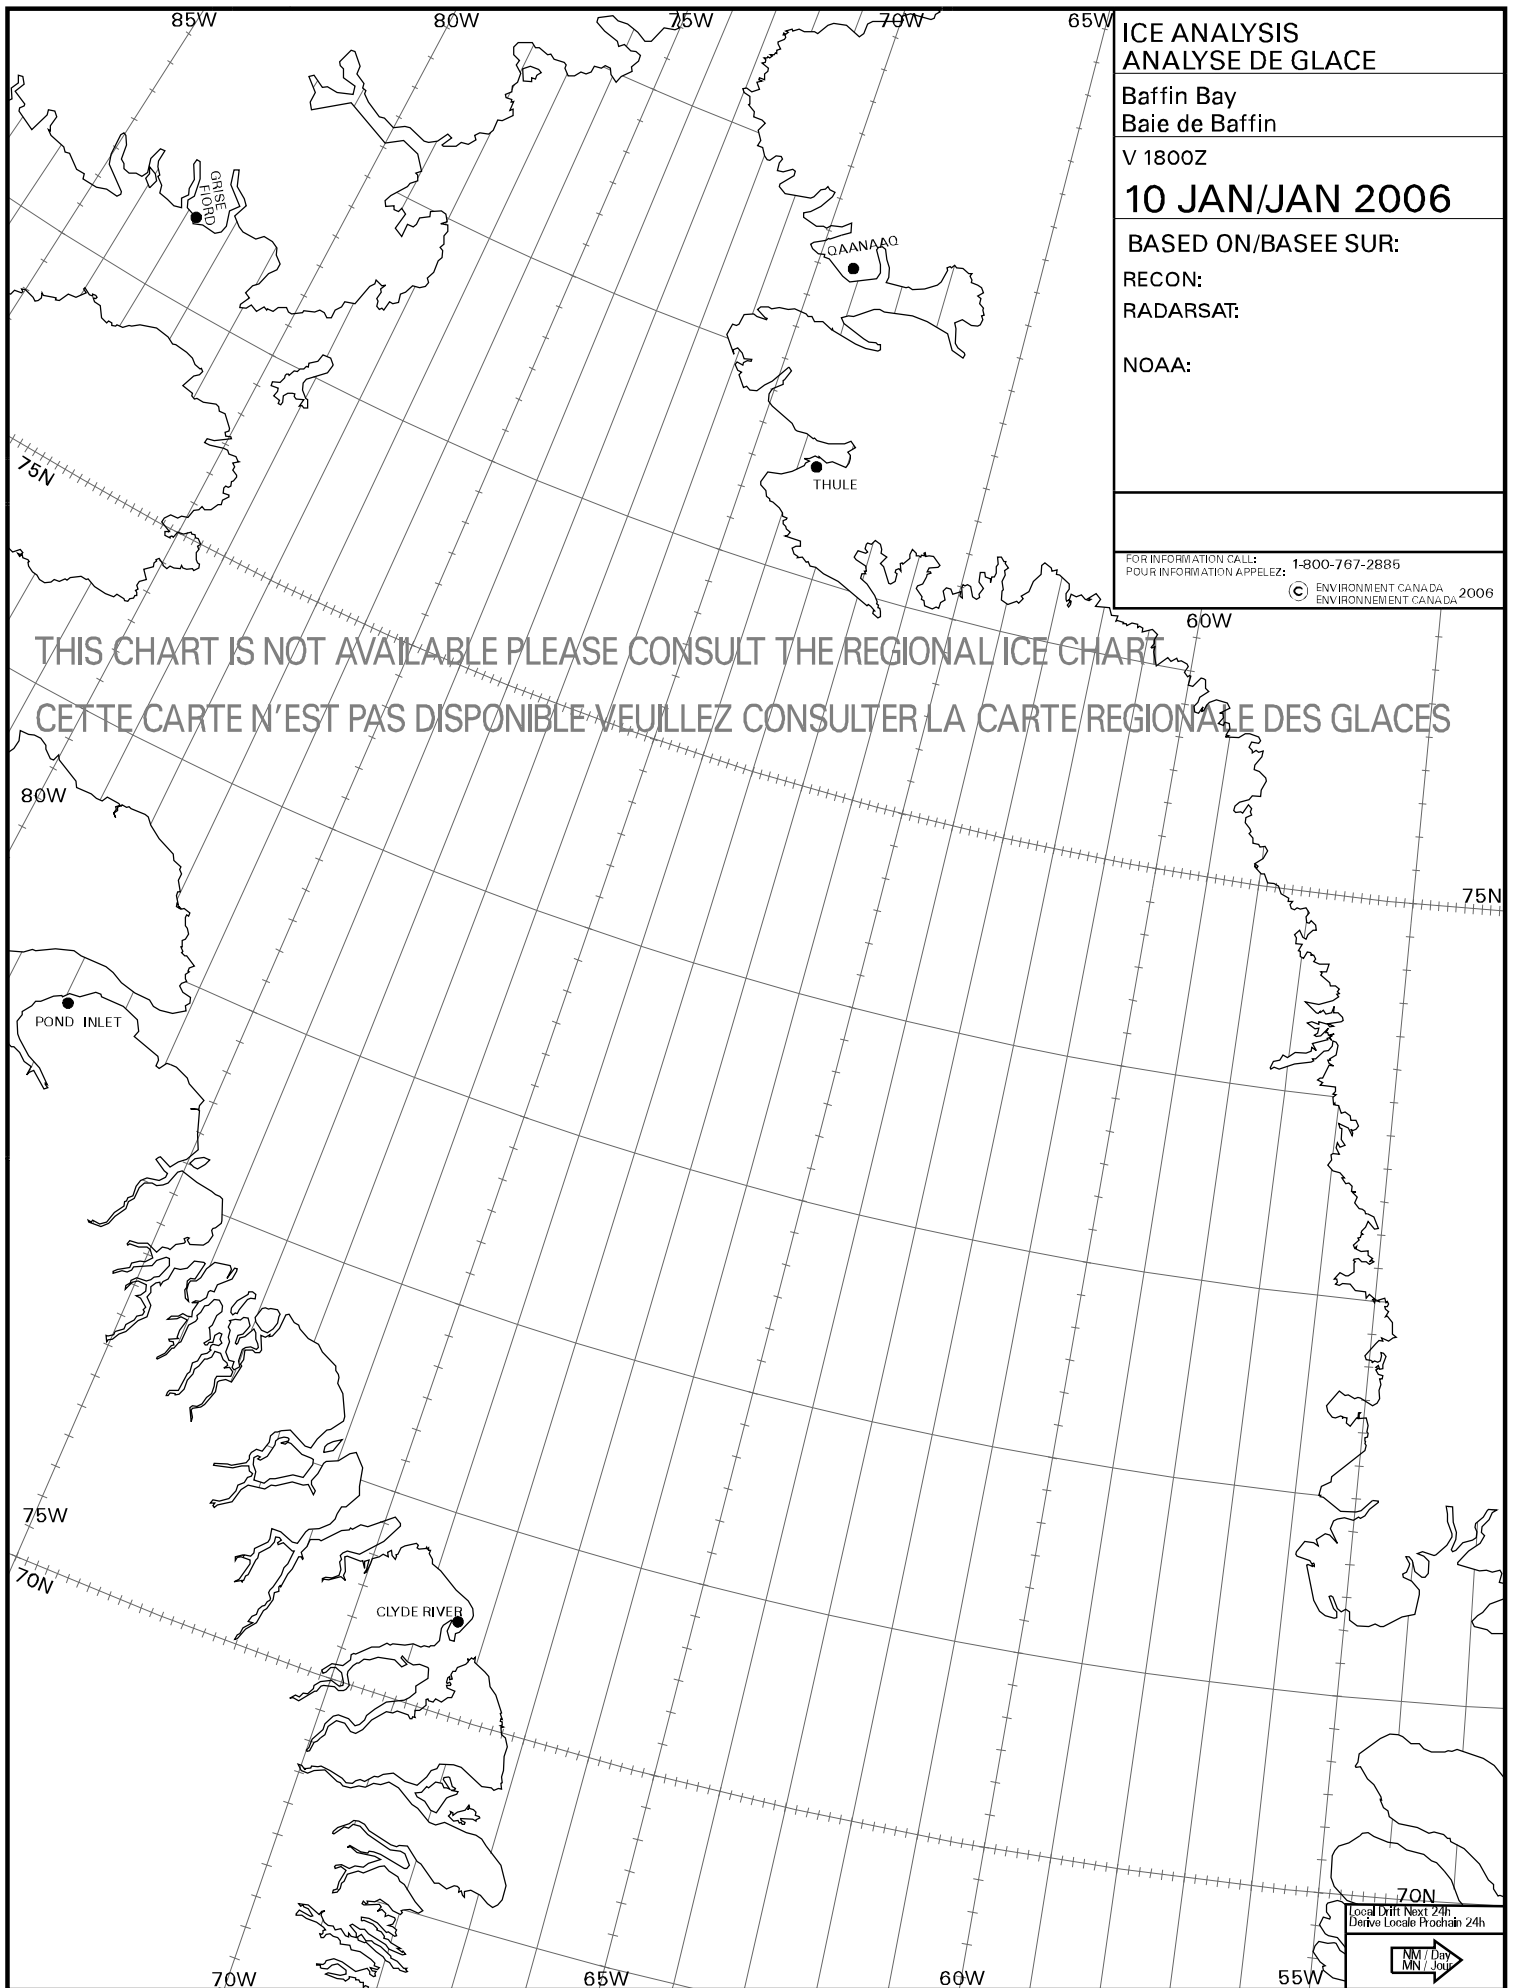 85W
80W
75W
70W
65W
ICE ANALYSIS
ANALYSE DE GLACE
Baffin Bay
Baie de Baffin
V 1800Z
10 JAN/JAN 2006
BASED ON/BASEE SUR:
RECON:
RADARSAT:
NOAA:
FOR INFORMATION CALL:
POUR INFORMATION APPELEZ:
1-800-767-2885
© ENVIRONMENT CANADA
ENVIRONNEMENT CANADA
2006
GRISE
FIORD
QAANAAQ
75N
THULE
60W
THIS CHART IS NOT AVAILABLE PLEASE CONSULT THE REGIONAL ICE CHART
CETTE CARTE N'EST PAS DISPONIBLE VEUILLEZ CONSULTER LA CARTE REGIONALE DES GLACES
80W
75N
POND INLET
75W
70N
CLYDE RIVER
70N
Local Drift Next 24h
Derive Locale Prochain 24h
NM / Day
MN / Jour
70W
65W
60W
55W